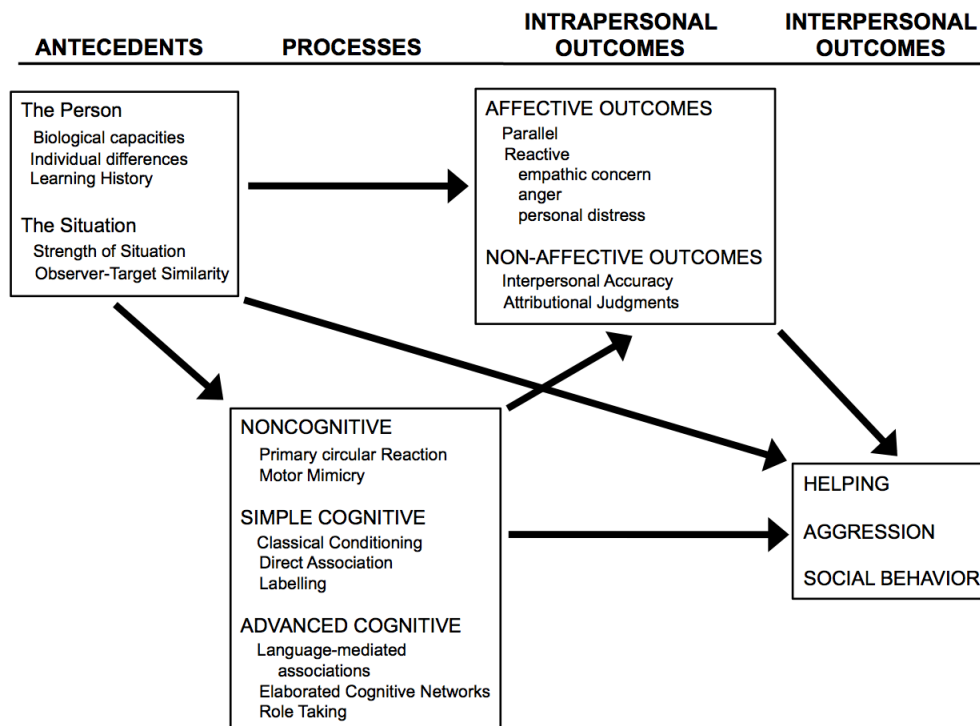 ANTECEDENTS
PROCESSES
INTRAPERSONAL
OUTCOMES
INTERPERSONAL
OUTCOMES
The Person
Biological capacities
Individual differences
Learning History
The Situation
Strength of Situation
Observer-Target Similarity
AFFECTIVE OUTCOMES
Parallel
Reactive
empathic concern
anger
personal distress
NON-AFFECTIVE OUTCOMES
Interpersonal Accuracy
Attributional Judgments
NONCOGNITIVE
Primary circular Reaction
Motor Mimicry
SIMPLE COGNITIVE
Classical Conditioning
Direct Association
Labelling
ADVANCED COGNITIVE
Language-mediated
associations
Elaborated Cognitive Networks
Role Taking
HELPING
AGGRESSION
SOCIAL BEHAVIOR